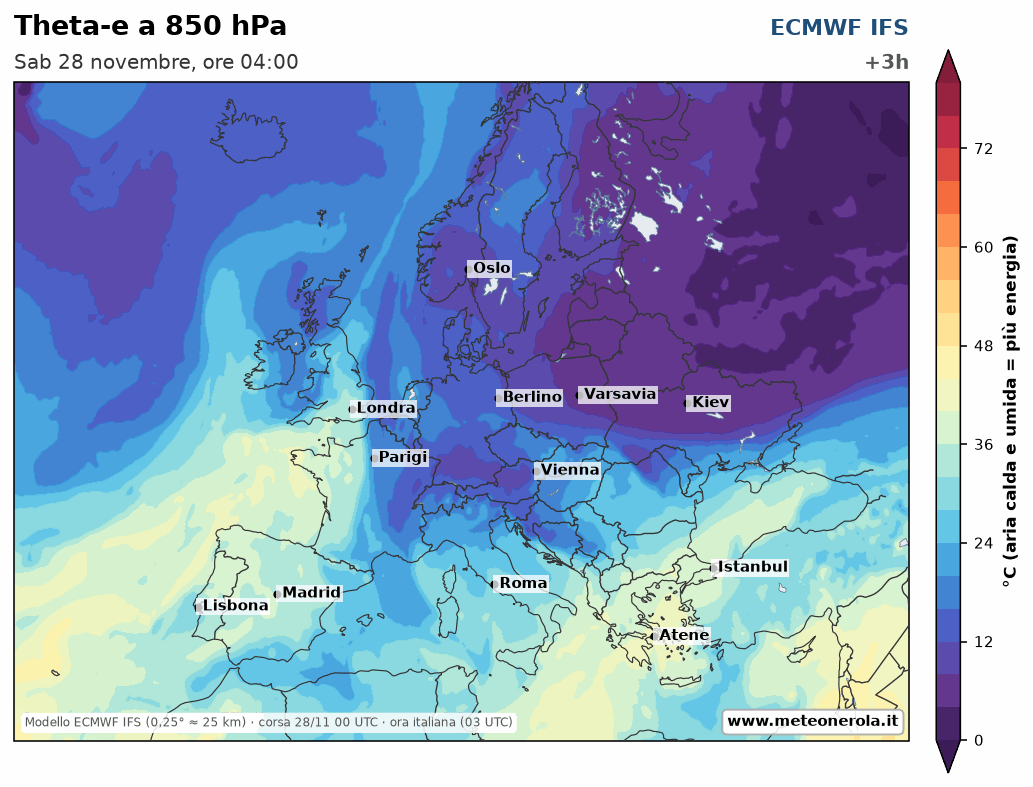 Theta-e a 850 hPa
ECMWF IFS
Sab 28 novembre, ore 04:00
+3h
Oslo
Berlino
Varsavia
Kiev
Londra
Parigi
Vienna
Istanbul
Roma
Madrid
Lisbona
Atene
Modello ECMWF IFS (0,25° ≈ 25 km) · corsa 28/11 00 UTC · ora italiana (03 UTC)
www.meteonerola.it
72
60
48
36
24
12
0
°C (aria calda e umida = più energia)